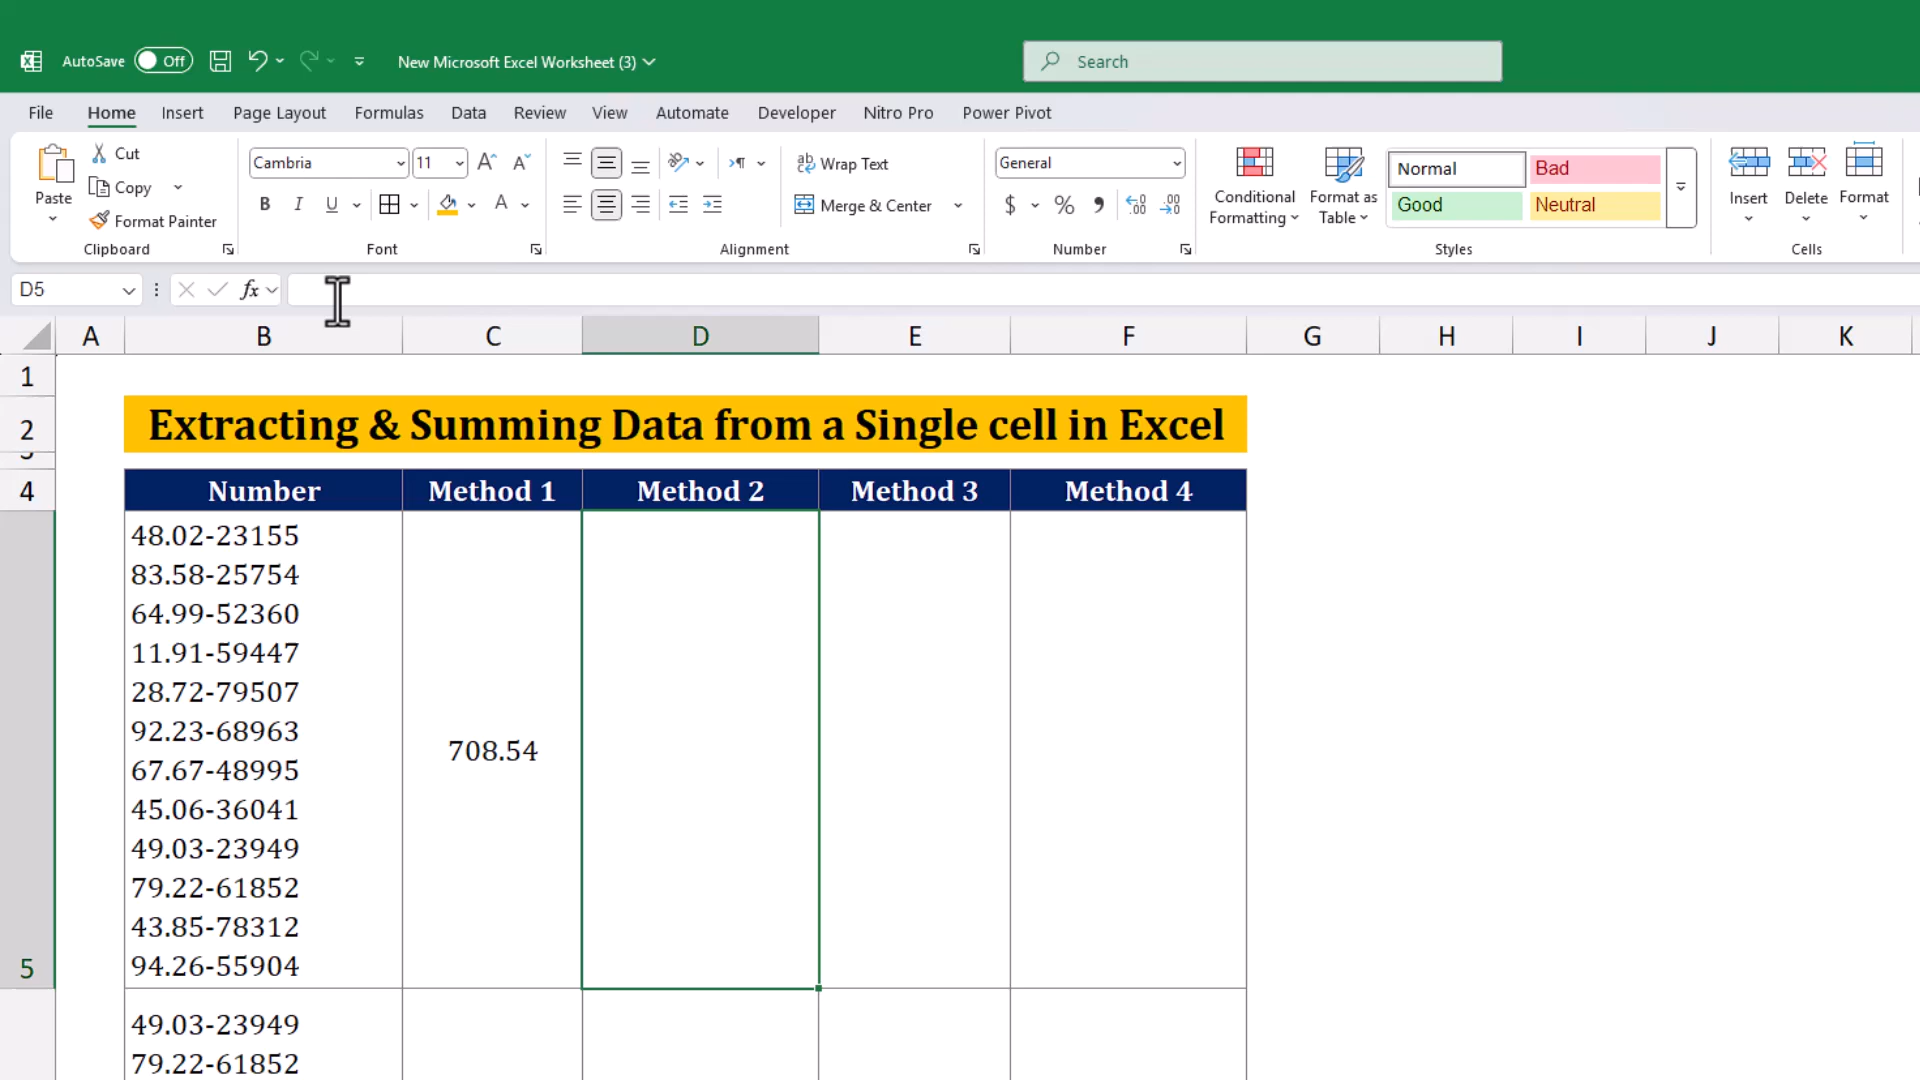 AutoSave Off New Microsoft Excel Worksheet (3) Search
File Home Insert Page Layout Formulas Data Review View Automate Developer Nitro Pro Power Pivot
Paste Cut Copy Format Painter
Clipboard
Cambria 11
B I U A
Font
ab Wrap Text
Merge & Center
Alignment
General
$ % 9 .00 .00
Number
Conditional Formatting Format as Table
Normal Bad
Good Neutral
Styles
Insert Delete Format
Cells
D5 fx
A B C D E F G H I J K
1
2 Extracting & Summing Data from a Single cell in Excel
4 Number Method 1 Method 2 Method 3 Method 4
48.02-23155
83.58-25754
64.99-52360
11.91-59447
28.72-79507
92.23-68963
708.54
67.67-48995
45.06-36041
49.03-23949
79.22-61852
43.85-78312
5 94.26-55904
49.03-23949
79.22-61852